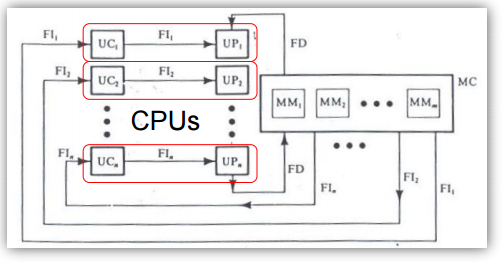 FI₁ UC₁ FI₁ UP₁ FD
FI₂ UC₂ FI₂ UP₂ MC
MM₁ MM₂ MMₘ
CPUs
FIₙ UCₙ FIₙ UPₙ FD FIₙ FI₂ FI₁